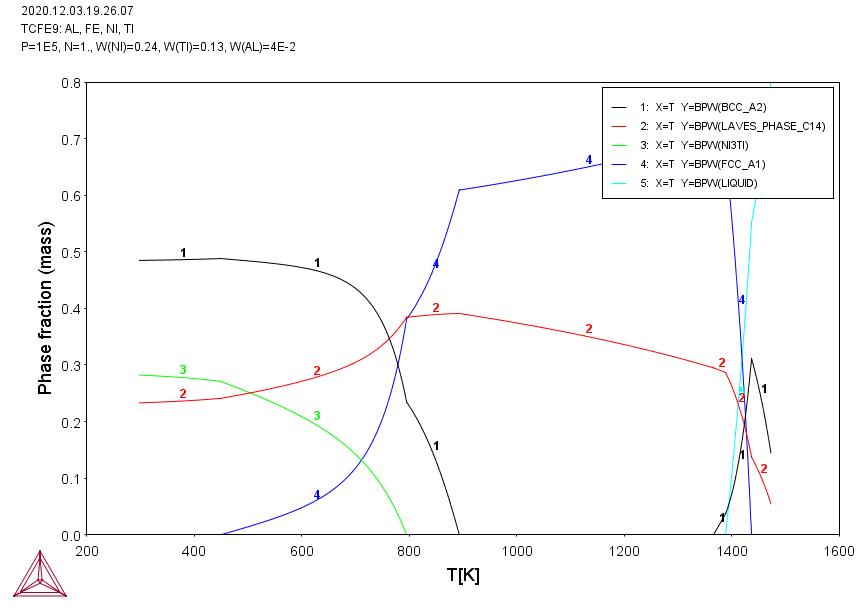 2020.12.03.19.26.07
TCFE9: AL, FE, NI, TI
P=1E5, N=1., W(NI)=0.24, W(TI)=0.13, W(AL)=4E-2
1: X=T Y=BPW(BCC_A2)
2: X=T Y=BPW(LAVES_PHASE_C14)
3: X=T Y=BPW(NI3TI)
4: X=T Y=BPW(FCC_A1)
5: X=T Y=BPW(LIQUID)
Phase fraction (mass)
0.8
0.7
0.6
0.5
0.4
0.3
0.2
0.1
0.0
1 1 1 1 1 1
2 2 2 2 2 2 2
3 3
4 4 4 4
5
200 400 600 800 1000 1200 1400 1600
T[K]